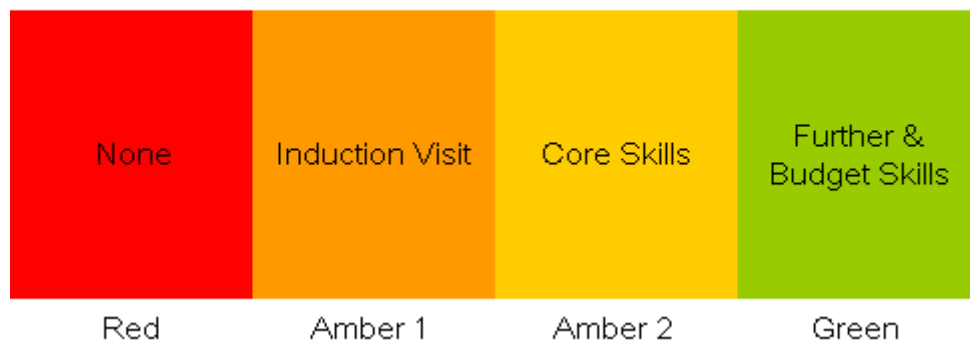 None
Induction Visit
Core Skills
Further &
Budget Skills
Red
Amber 1
Amber 2
Green